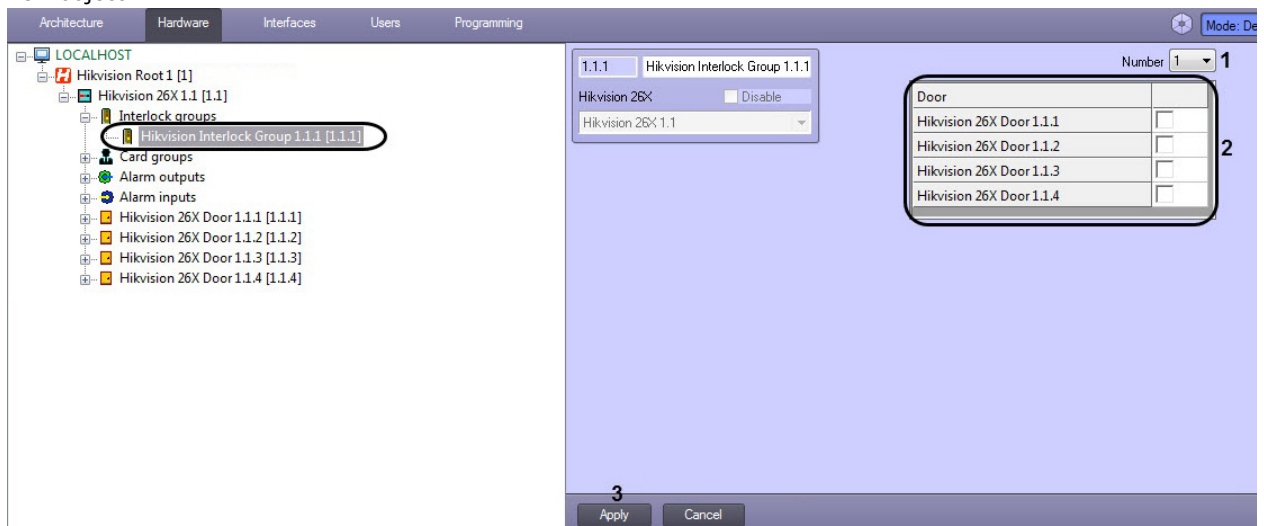 Architecture Hardware Interfaces Users Programming Mode: De
LOCALHOST
Hikvision Root 1 [1]
Hikvision 26X 1.1 [1.1]
Interlock groups
Hikvision Interlock Group 1.1.1 [1.1.1]
Card groups
Alarm outputs
Alarm inputs
Hikvision 26X Door 1.1.1 [1.1.1]
Hikvision 26X Door 1.1.2 [1.1.2]
Hikvision 26X Door 1.1.3 [1.1.3]
Hikvision 26X Door 1.1.4 [1.1.4]
1.1.1 Hikvision Interlock Group 1.1.1
Hikvision 26X Disable
Hikvision 26X 1.1
Number 1 1
Door
Hikvision 26X Door 1.1.1
Hikvision 26X Door 1.1.2
2
Hikvision 26X Door 1.1.3
Hikvision 26X Door 1.1.4
3
Apply Cancel